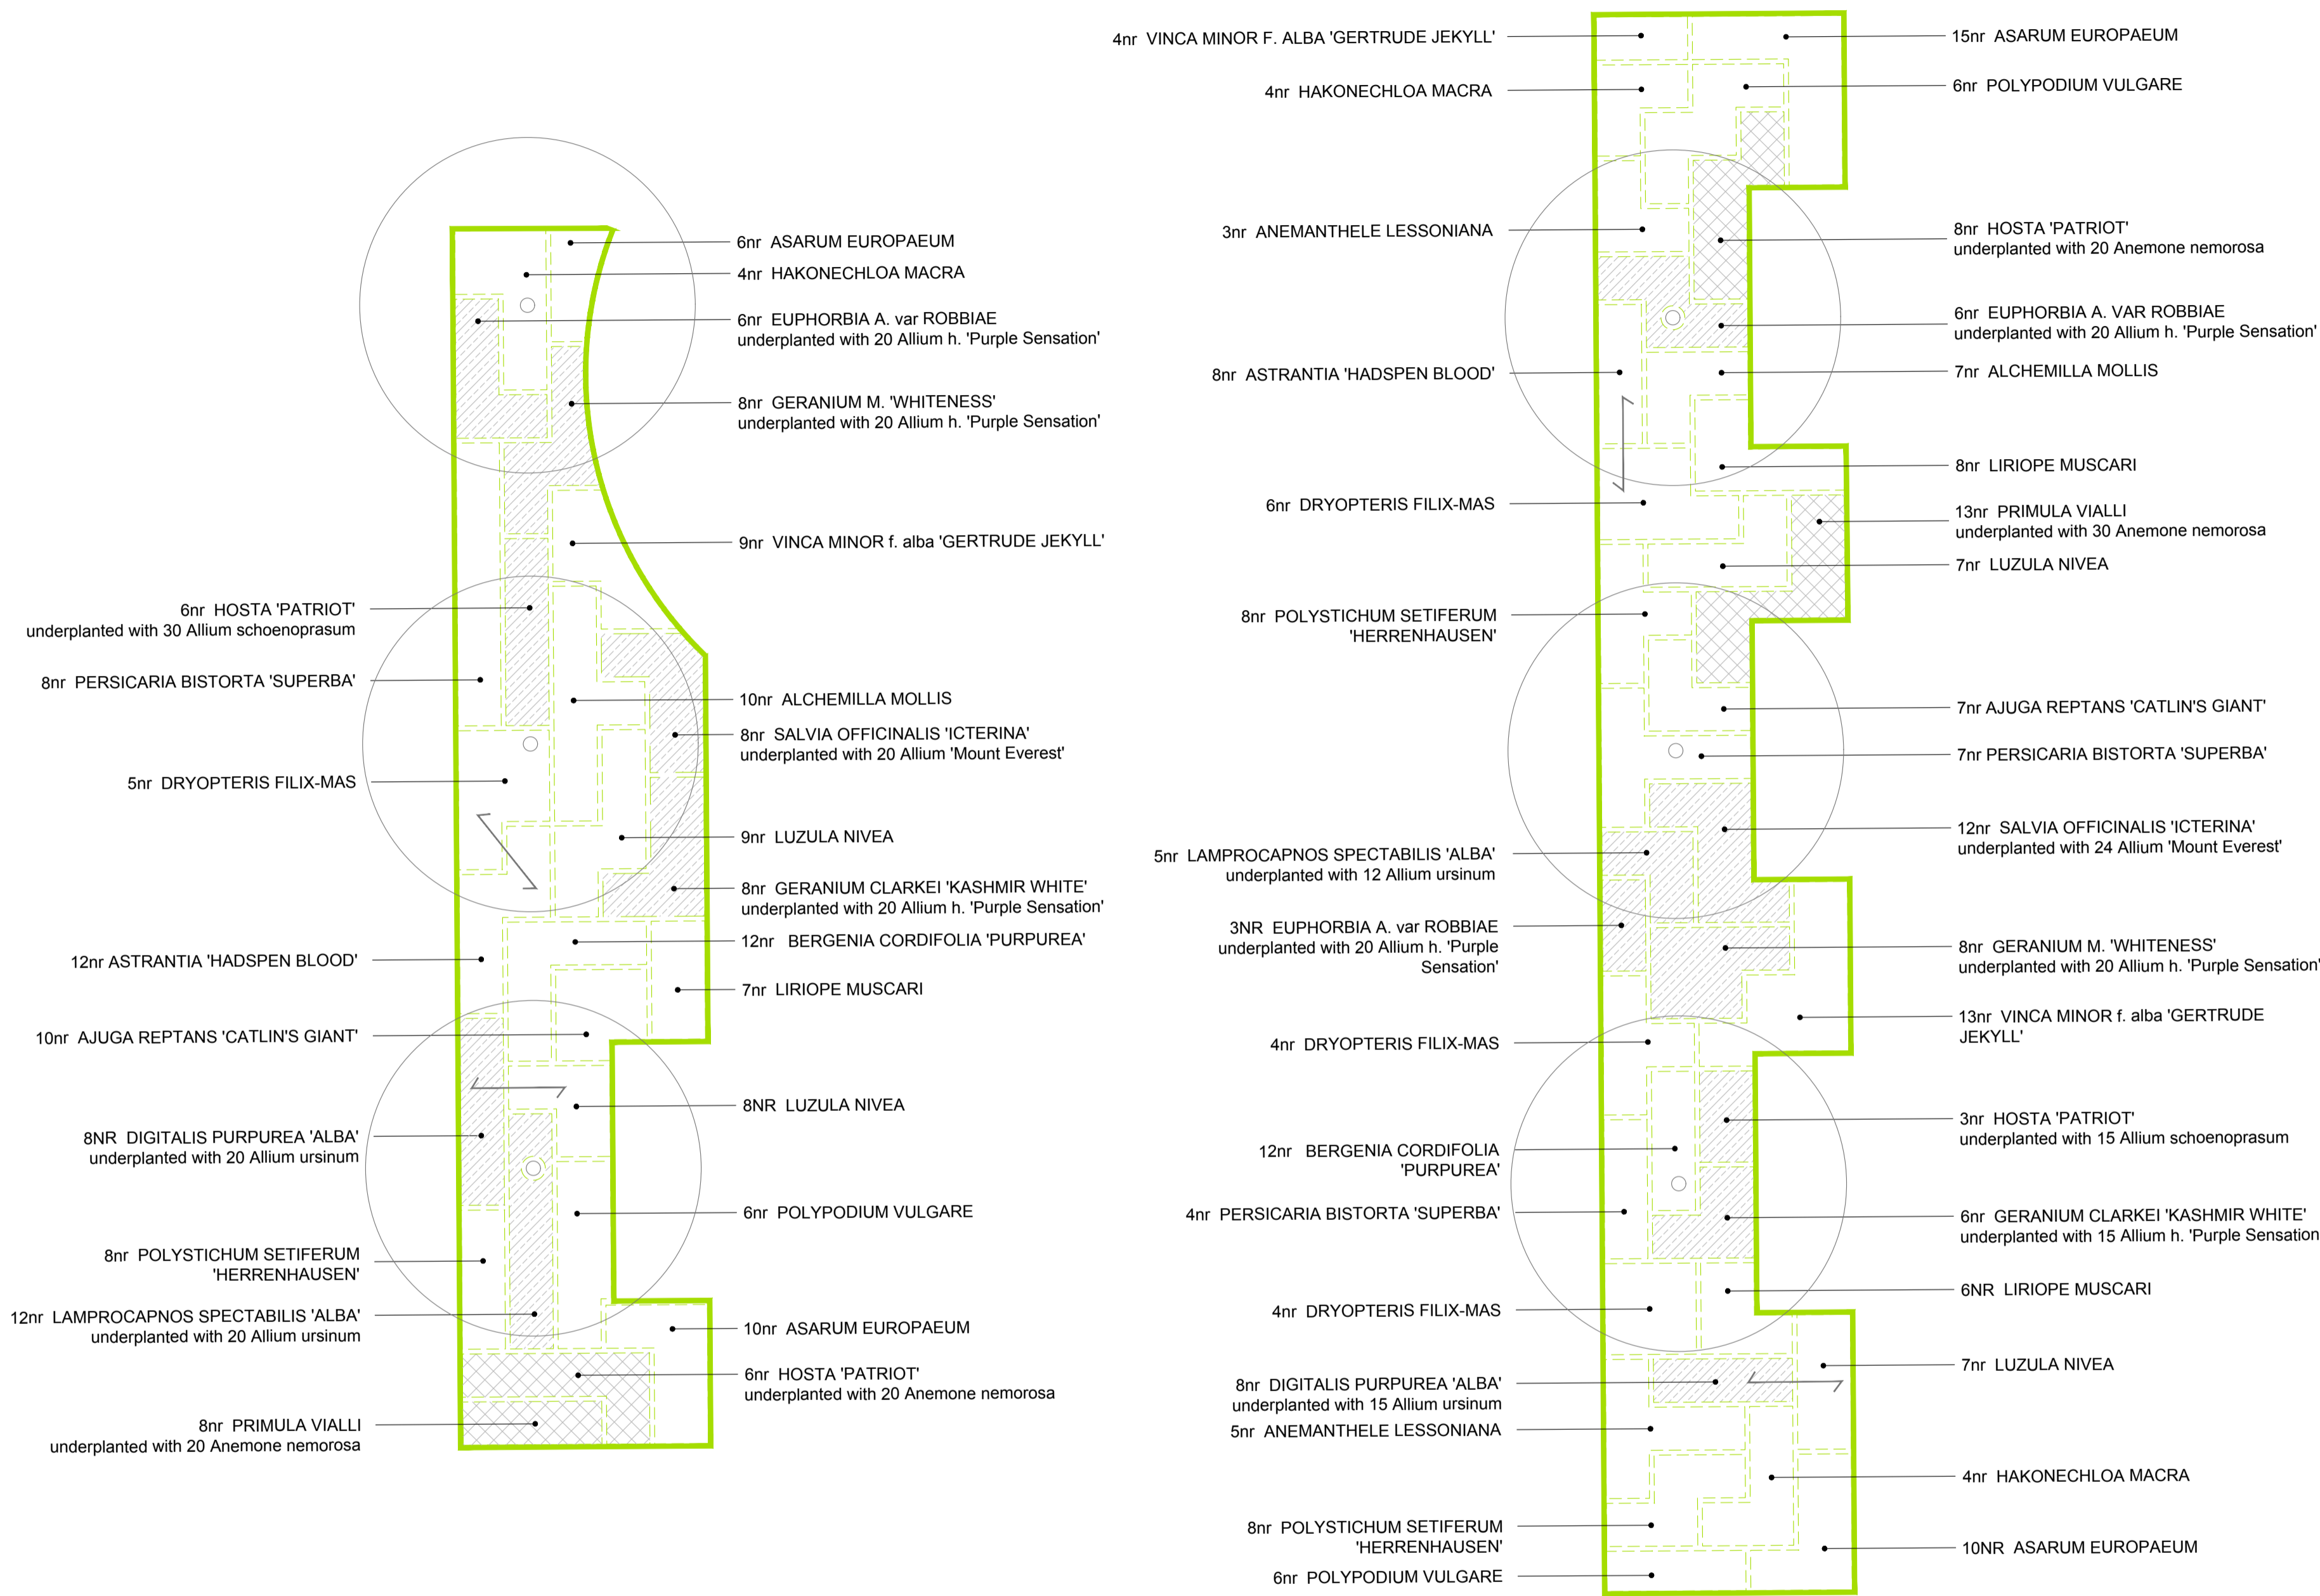 6nr ASARUM EUROPAEUM
4nr HAKONECHLOA MACRA
6nr EUPHORBIA A. var ROBBIAE
underplanted with 20 Allium h. 'Purple Sensation'
8nr GERANIUM M. 'WHITENESS'
underplanted with 20 Allium h. 'Purple Sensation'
9nr VINCA MINOR f. alba 'GERTRUDE JEKYLL'
6nr HOSTA 'PATRIOT'
underplanted with 30 Allium schoenoprasum
8nr PERSICARIA BISTORTA 'SUPERBA'
10nr ALCHEMILLA MOLLIS
8nr SALVIA OFFICINALIS 'ICTERINA'
underplanted with 20 Allium 'Mount Everest'
5nr DRYOPTERIS FILIX-MAS
9nr LUZULA NIVEA
8nr GERANIUM CLARKEI 'KASHMIR WHITE'
underplanted with 20 Allium h. 'Purple Sensation'
12nr BERGENIA CORDIFOLIA 'PURPUREA'
12nr ASTRANTIA 'HADSPEN BLOOD'
7nr LIRIOPE MUSCARI
10nr AJUGA REPTANS 'CATLIN'S GIANT'
8NR LUZULA NIVEA
8NR DIGITALIS PURPUREA 'ALBA'
underplanted with 20 Allium ursinum
6nr POLYPODIUM VULGARE
8nr POLYSTICHUM SETIFERUM
'HERRENHAUSEN'
12nr LAMPROCAPNOS SPECTABILIS 'ALBA'
underplanted with 20 Allium ursinum
10nr ASARUM EUROPAEUM
6nr HOSTA 'PATRIOT'
underplanted with 20 Anemone nemorosa
8nr PRIMULA VIALLI
underplanted with 20 Anemone nemorosa
4nr VINCA MINOR F. ALBA 'GERTRUDE JEKYLL'
15nr ASARUM EUROPAEUM
4nr HAKONECHLOA MACRA
6nr POLYPODIUM VULGARE
3nr ANEMANTHELE LESSONIANA
8nr HOSTA 'PATRIOT'
underplanted with 20 Anemone nemorosa
6nr EUPHORBIA A. VAR ROBBIAE
underplanted with 20 Allium h. 'Purple Sensation'
8nr ASTRANTIA 'HADSPEN BLOOD'
7nr ALCHEMILLA MOLLIS
8nr LIRIOPE MUSCARI
6nr DRYOPTERIS FILIX-MAS
13nr PRIMULA VIALLI
underplanted with 30 Anemone nemorosa
7nr LUZULA NIVEA
8nr POLYSTICHUM SETIFERUM
'HERRENHAUSEN'
7nr AJUGA REPTANS 'CATLIN'S GIANT'
7nr PERSICARIA BISTORTA 'SUPERBA'
12nr SALVIA OFFICINALIS 'ICTERINA'
underplanted with 24 Allium 'Mount Everest'
5nr LAMPROCAPNOS SPECTABILIS 'ALBA'
underplanted with 12 Allium ursinum
3NR EUPHORBIA A. var ROBBIAE
underplanted with 20 Allium h. 'Purple
Sensation'
8nr GERANIUM M. 'WHITENESS'
underplanted with 20 Allium h. 'Purple Sensation'
13nr VINCA MINOR f. alba 'GERTRUDE
JEKYLL'
4nr DRYOPTERIS FILIX-MAS
3nr HOSTA 'PATRIOT'
underplanted with 15 Allium schoenoprasum
12nr BERGENIA CORDIFOLIA
'PURPUREA'
4nr PERSICARIA BISTORTA 'SUPERBA'
6nr GERANIUM CLARKEI 'KASHMIR WHITE'
underplanted with 15 Allium h. 'Purple Sensation
6NR LIRIOPE MUSCARI
4nr DRYOPTERIS FILIX-MAS
7nr LUZULA NIVEA
8nr DIGITALIS PURPUREA 'ALBA'
underplanted with 15 Allium ursinum
5nr ANEMANTHELE LESSONIANA
4nr HAKONECHLOA MACRA
8nr POLYSTICHUM SETIFERUM
'HERRENHAUSEN'
10NR ASARUM EUROPAEUM
6nr POLYPODIUM VULGARE